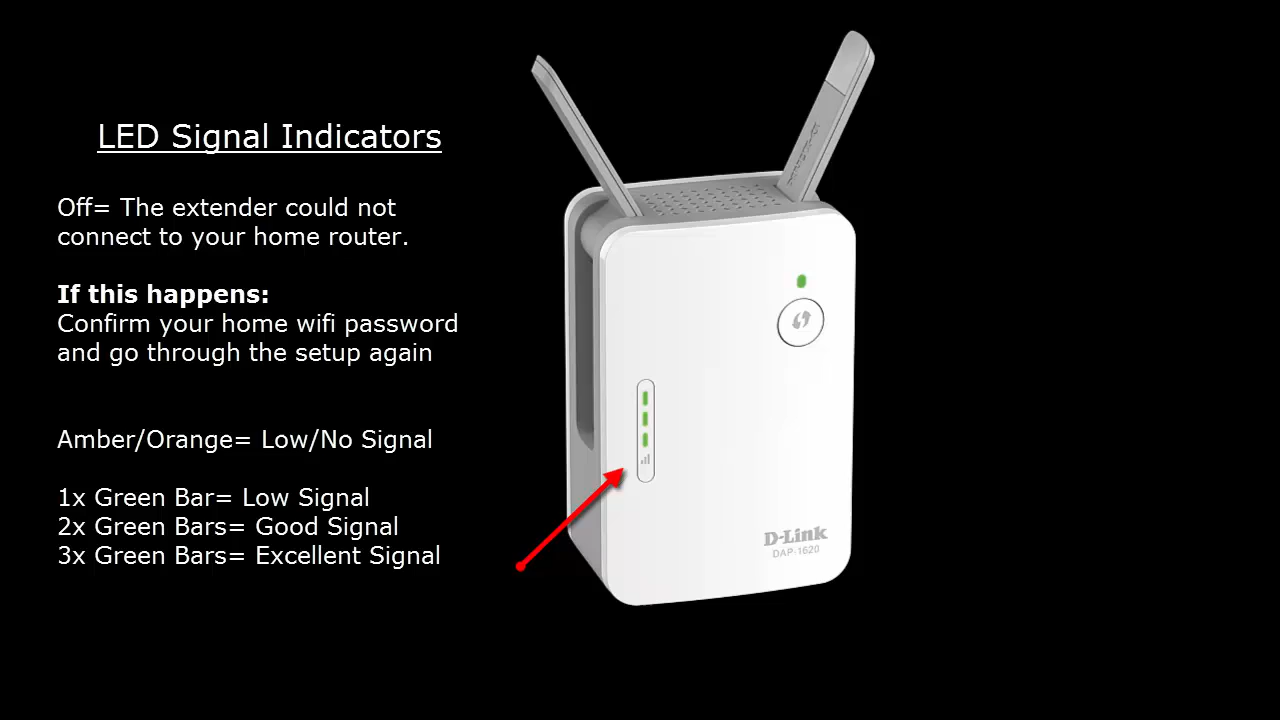 LED Signal Indicators
Off= The extender could not
connect to your home router.
If this happens:
Confirm your home wifi password
and go through the setup again
Amber/Orange= Low/No Signal
1x Green Bar= Low Signal
2x Green Bars= Good Signal
3x Green Bars= Excellent Signal
D-Link
DAP-1620